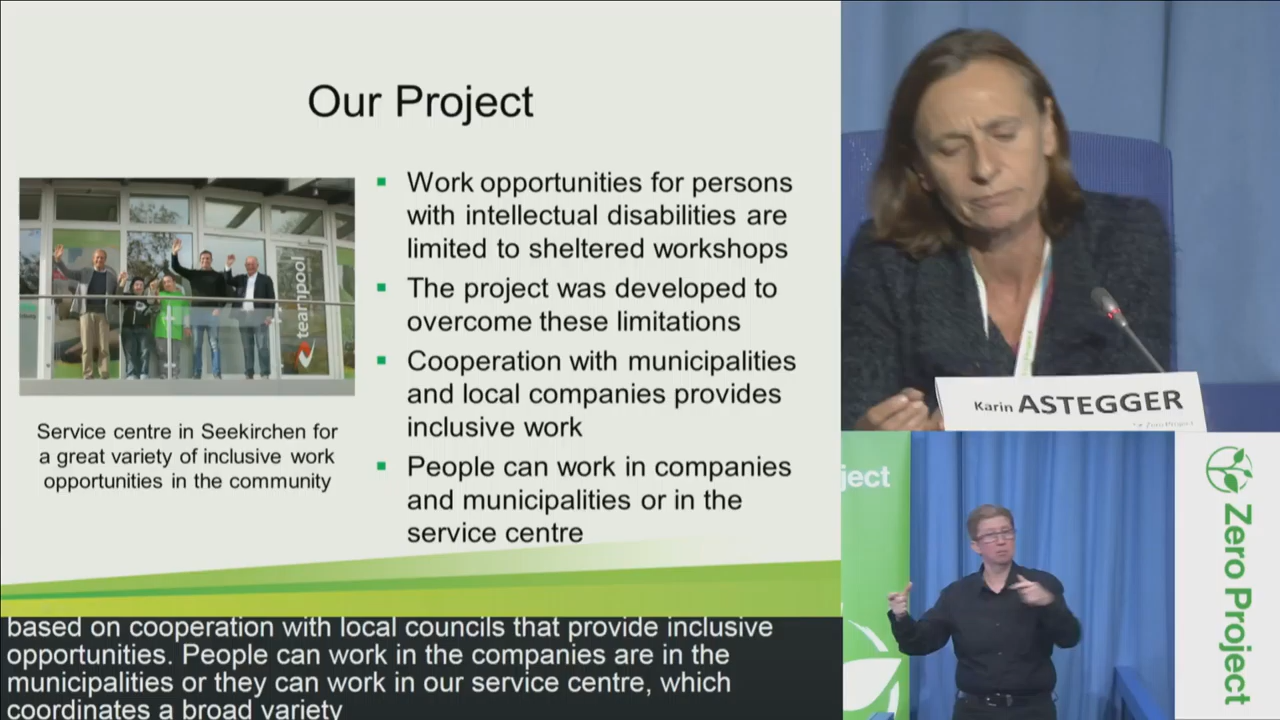 Our Project
teampool
Service centre in Seekirchen for
a great variety of inclusive work
opportunities in the community
▪ Work opportunities for persons
with intellectual disabilities are
limited to sheltered workshops
▪ The project was developed to
overcome these limitations
▪ Cooperation with municipalities
and local companies provides
inclusive work
▪ People can work in companies
and municipalities or in the
service centre
Karin ASTEGGER
ject
Zero Project
based on cooperation with local councils that provide inclusive
opportunities. People can work in the companies are in the
municipalities or they can work in our service centre, which
coordinates a broad variety